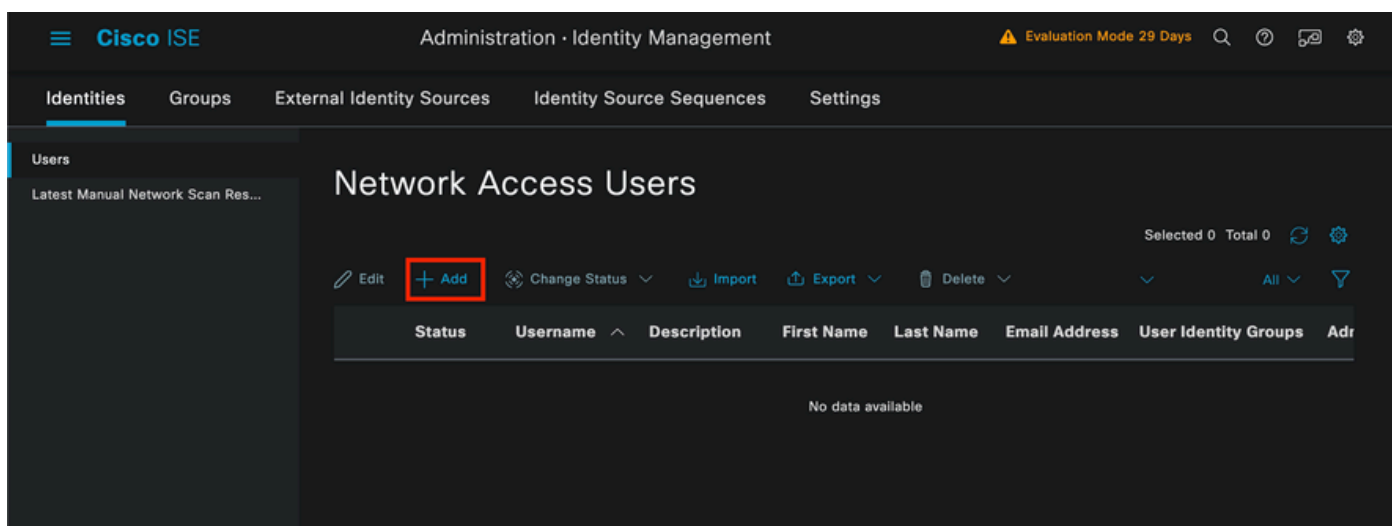 Cisco ISE
Administration · Identity Management
Evaluation Mode 29 Days
Identities Groups External Identity Sources Identity Source Sequences Settings
Users
Latest Manual Network Scan Res...
Network Access Users
Selected 0 Total 0
Edit + Add Change Status Import Export Delete All
Status Username Description First Name Last Name Email Address User Identity Groups Adr
No data available